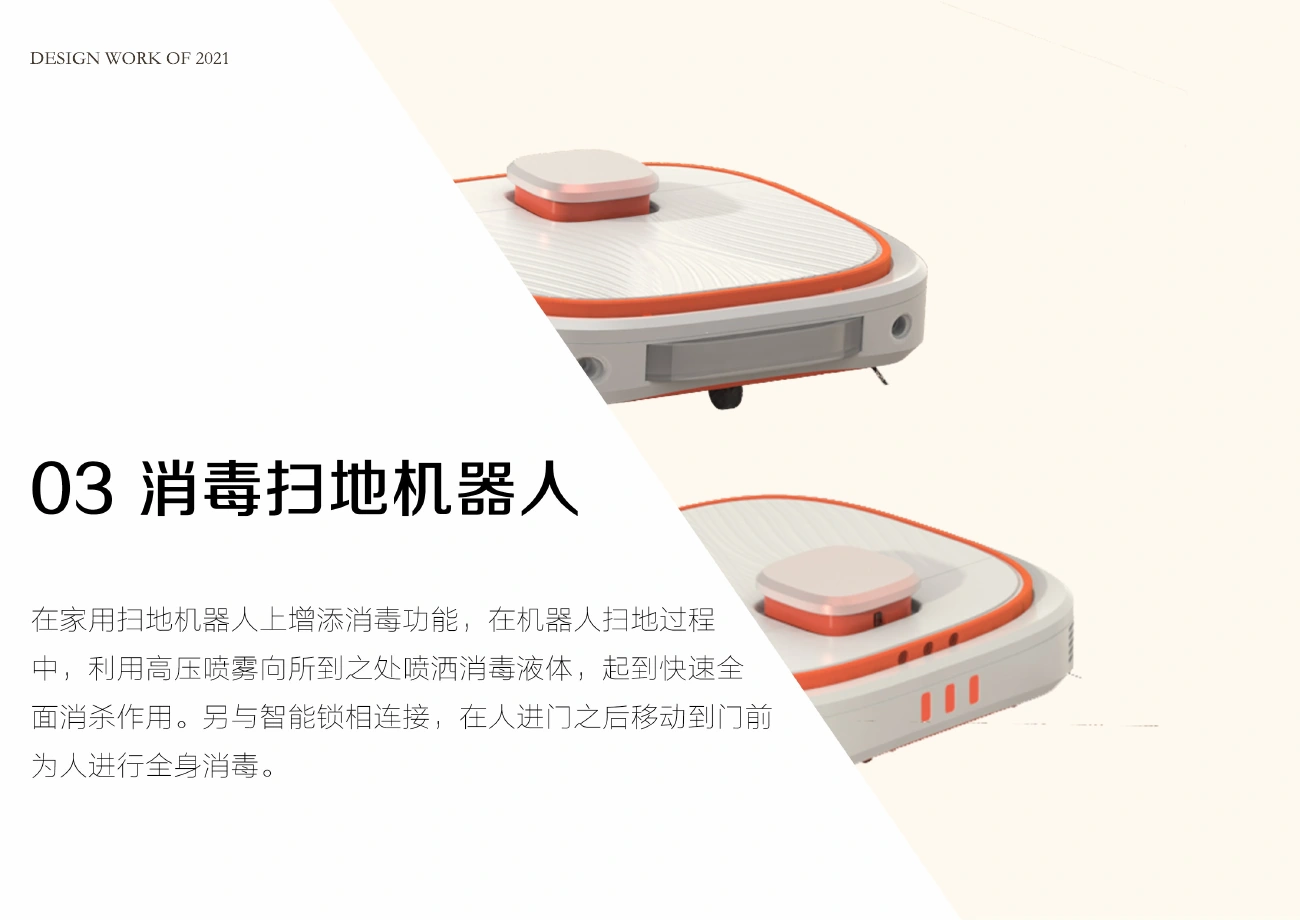 DESIGN WORK OF 2021
03 消毒扫地机器人
在家用扫地机器人上增添消毒功能，在机器人扫地过程
中，利用高压喷雾向所到之处喷洒消毒液体，起到快速全
面消杀作用。另与智能锁相连接，在人进门之后移动到门前
为人进行全身消毒。